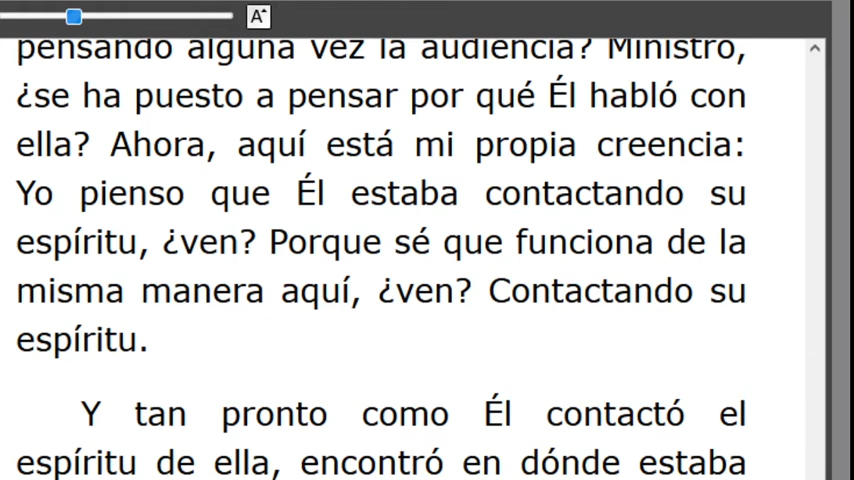 A
pensando alguna vez la audiencia? Ministro,
¿se ha puesto a pensar por qué Él habló con
ella? Ahora, aquí está mi propia creencia:
Yo pienso que Él estaba contactando su
espíritu, ¿ven? Porque sé que funciona de la
misma manera aquí, ¿ven? Contactando su
espíritu.
Y tan pronto como Él contactó el
espíritu de ella, encontró en dónde estaba